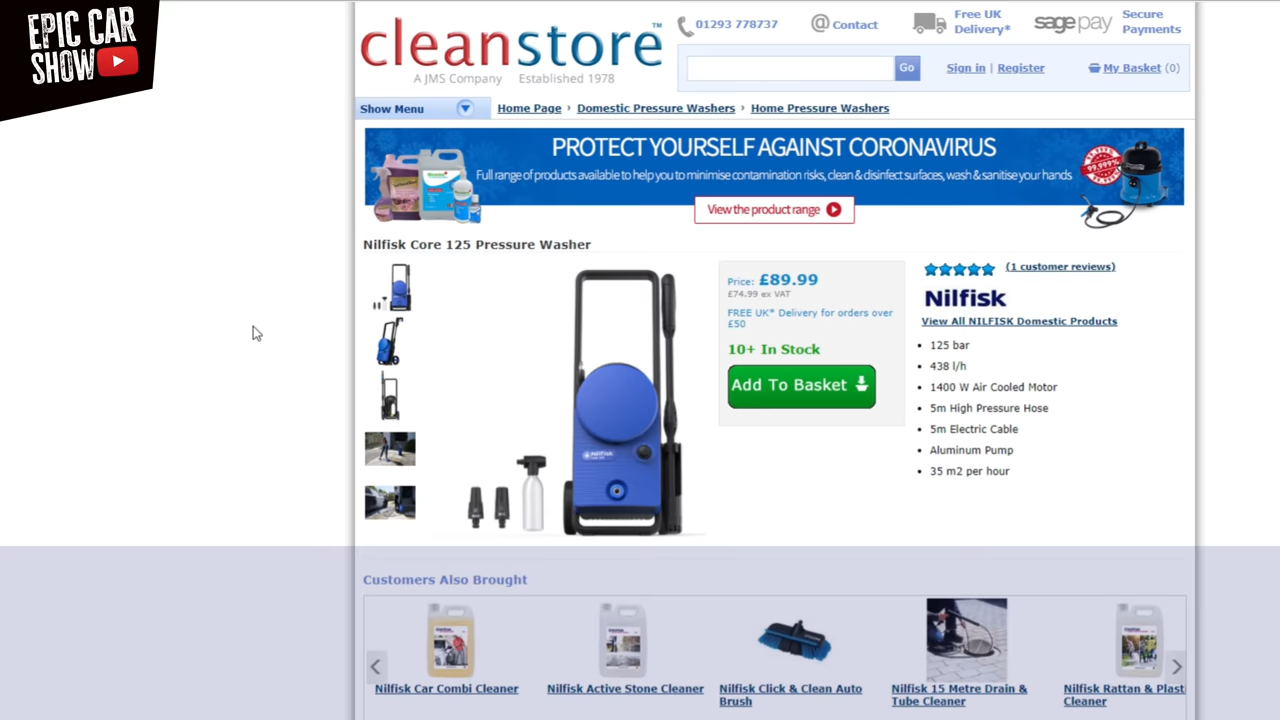 EPIC CAR
SHOW
cleanstore™
A JMS Company Established 1978
01293 778737
Contact
Free UK
Delivery*
sage pay
Secure
Payments
Go
Sign in | Register
My Basket (0)
Show Menu
Home Page › Domestic Pressure Washers › Home Pressure Washers
PROTECT YOURSELF AGAINST CORONAVIRUS
Full range of products available to help you to minimise contamination risks, clean & disinfect surfaces, wash & sanitise your hands
99.999%
View the product range
Nilfisk Core 125 Pressure Washer
Price: £89.99
£74.99 ex VAT
FREE UK* Delivery for orders over
£50
10+ In Stock
Add To Basket
(1 customer reviews)
Nilfisk
View All NILFISK Domestic Products
• 125 bar
• 438 l/h
• 1400 W Air Cooled Motor
• 5m High Pressure Hose
• 5m Electric Cable
• Aluminum Pump
• 35 m2 per hour
NILFISK
Customers Also Brought
Nilfisk Car Combi Cleaner
Nilfisk Active Stone Cleaner
Nilfisk Click & Clean Auto
Brush
Nilfisk 15 Metre Drain &
Tube Cleaner
Nilfisk Rattan & Plast
Cleaner